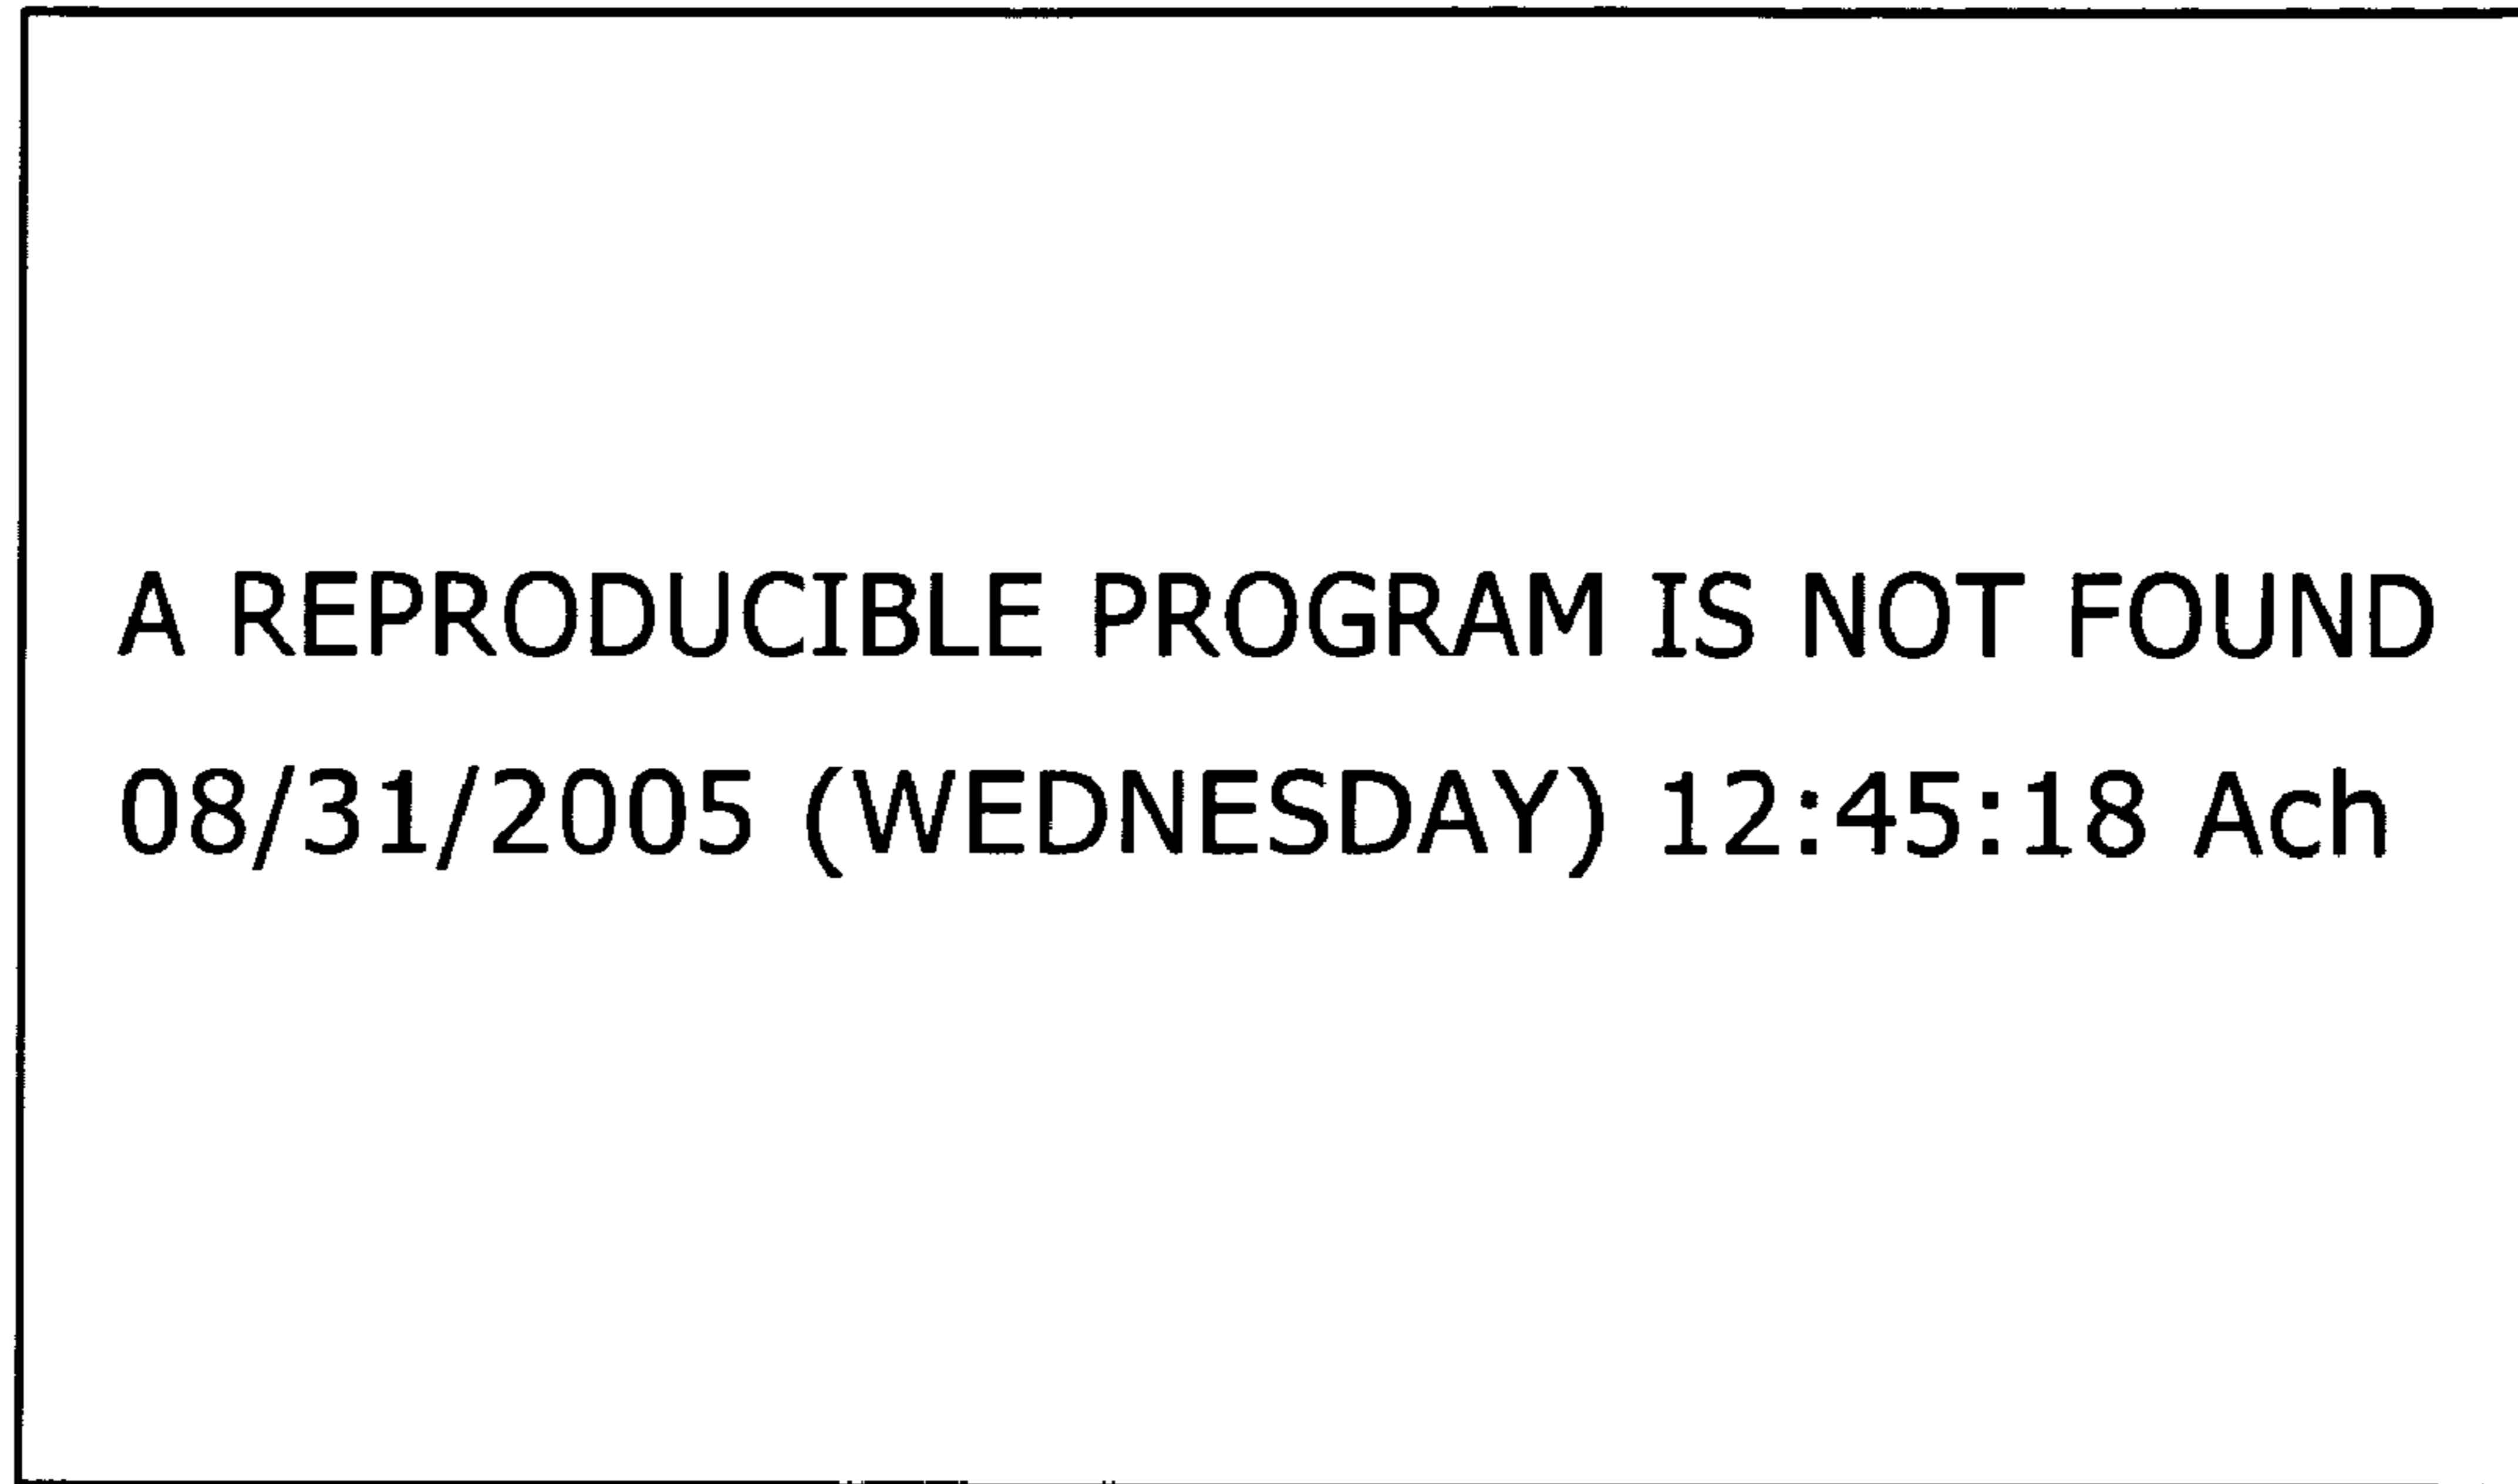 A REPRODUCIBLE PROGRAM IS NOT FOUND
08/31/2005 (WEDNESDAY) 12:45:18 Ach